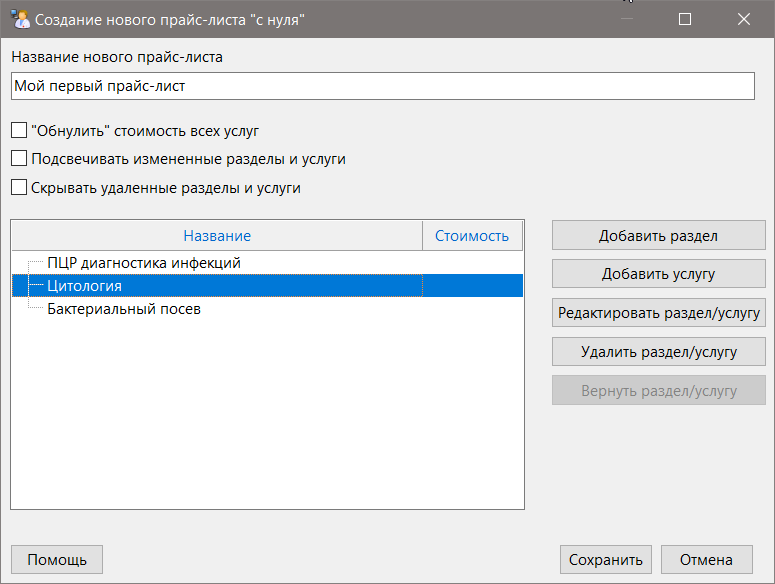 Создание нового прайс-листа "с нуля"
Название нового прайс-листа
Мой первый прайс-лист
"Обнулить" стоимость всех услуг
Подсвечивать измененные разделы и услуги
Скрывать удаленные разделы и услуги
Название Стоимость
ПЦР диагностика инфекций
Цитология
Бактериальный посев
Добавить раздел
Добавить услугу
Редактировать раздел/услугу
Удалить раздел/услугу
Вернуть раздел/услугу
Помощь Сохранить Отмена